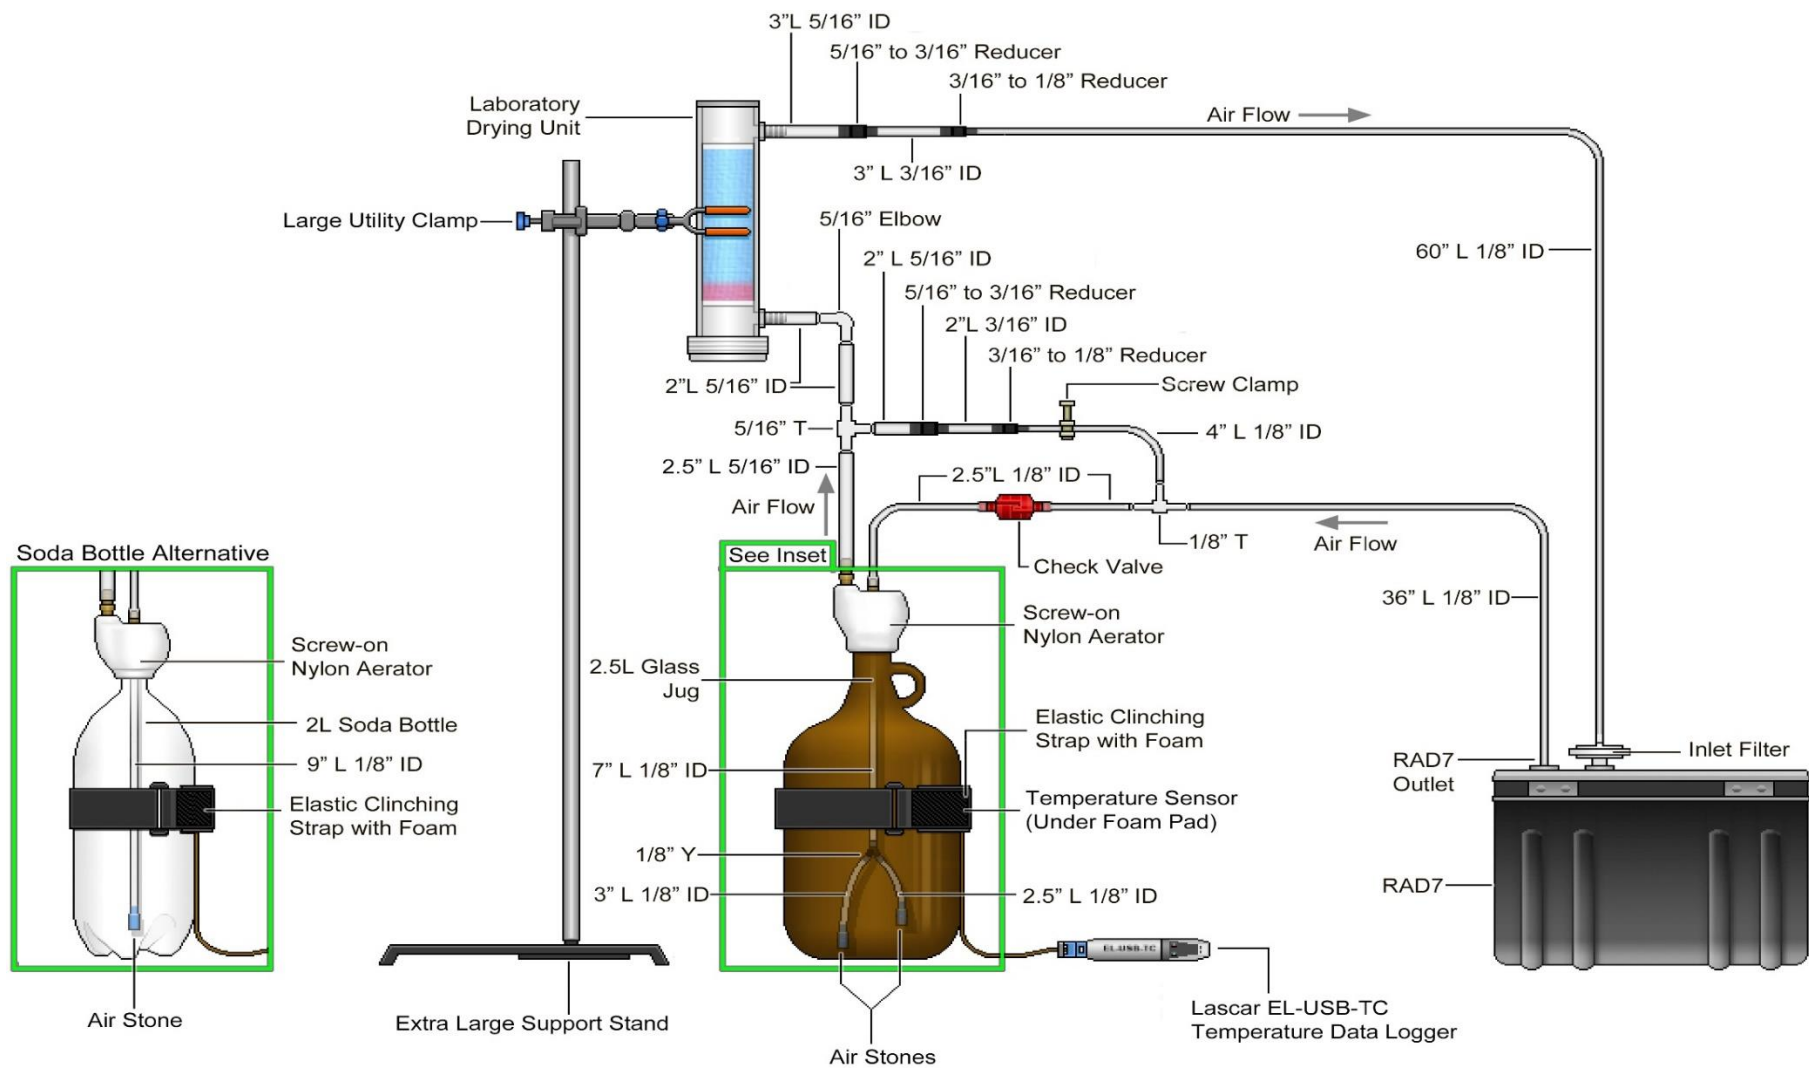 3”L 5/16” ID
5/16” to 3/16” Reducer
3/16” to 1/8” Reducer
Laboratory
Drying Unit
Air Flow
3” L 3/16” ID
Large Utility Clamp
5/16” Elbow
60” L 1/8” ID
2” L 5/16” ID
5/16” to 3/16” Reducer
2”L 3/16” ID
3/16” to 1/8” Reducer
2”L 5/16” ID
Screw Clamp
5/16” T
4” L 1/8” ID
2.5” L 5/16” ID
2.5”L 1/8” ID
Air Flow
1/8” T
Air Flow
Soda Bottle Alternative
See Inset
Check Valve
36” L 1/8” ID
Screw-on
Nylon Aerator
Screw-on
Nylon Aerator
2.5L Glass
Jug
2L Soda Bottle
Elastic Clinching
Strap with Foam
9” L 1/8” ID
7” L 1/8” ID
RAD7
Outlet
Inlet Filter
Elastic Clinching
Strap with Foam
Temperature Sensor
(Under Foam Pad)
1/8” Y
3” L 1/8” ID
2.5” L 1/8” ID
RAD7
EL-USB-TC
Air Stone
Extra Large Support Stand
Air Stones
Lascar EL-USB-TC
Temperature Data Logger